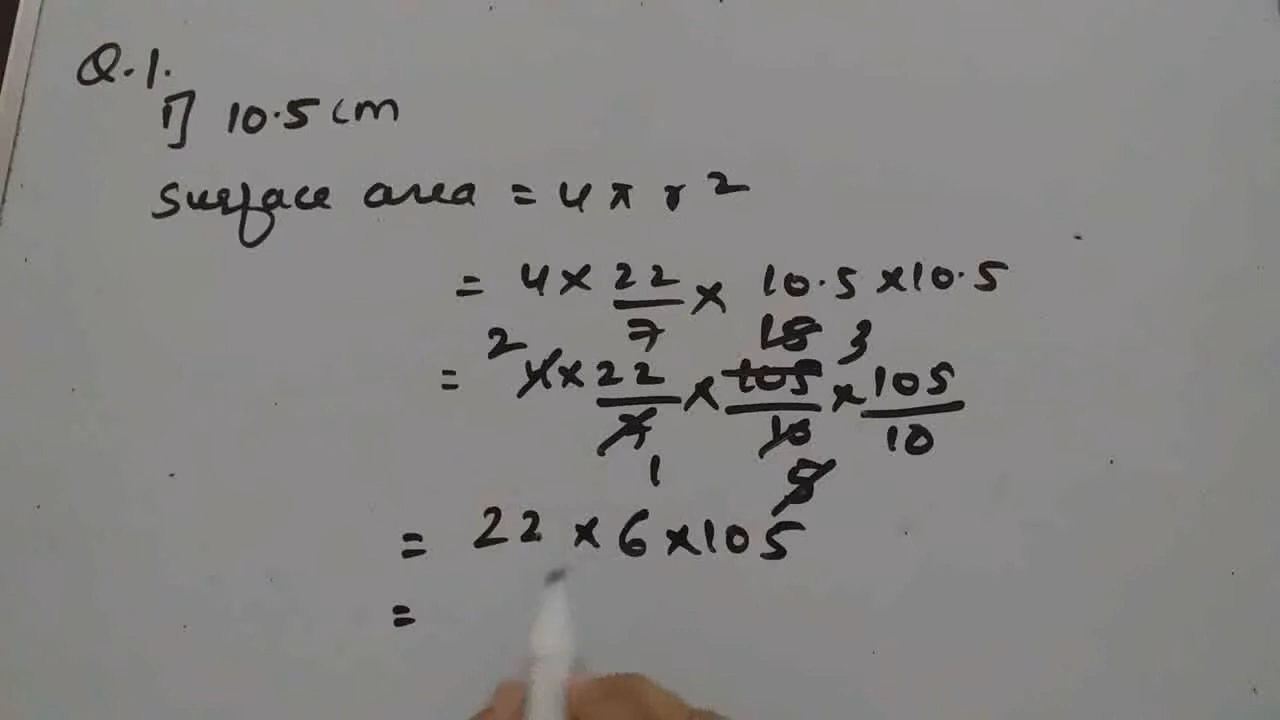 Q.1.
1] 10.5 cm
Surface area = 4πr²
= 4 × 22/7 × 10.5 × 10.5
15 3
2
= 4 × 22/7 × 105/10 × 105/10
1 5
= 22 × 6 × 105
=